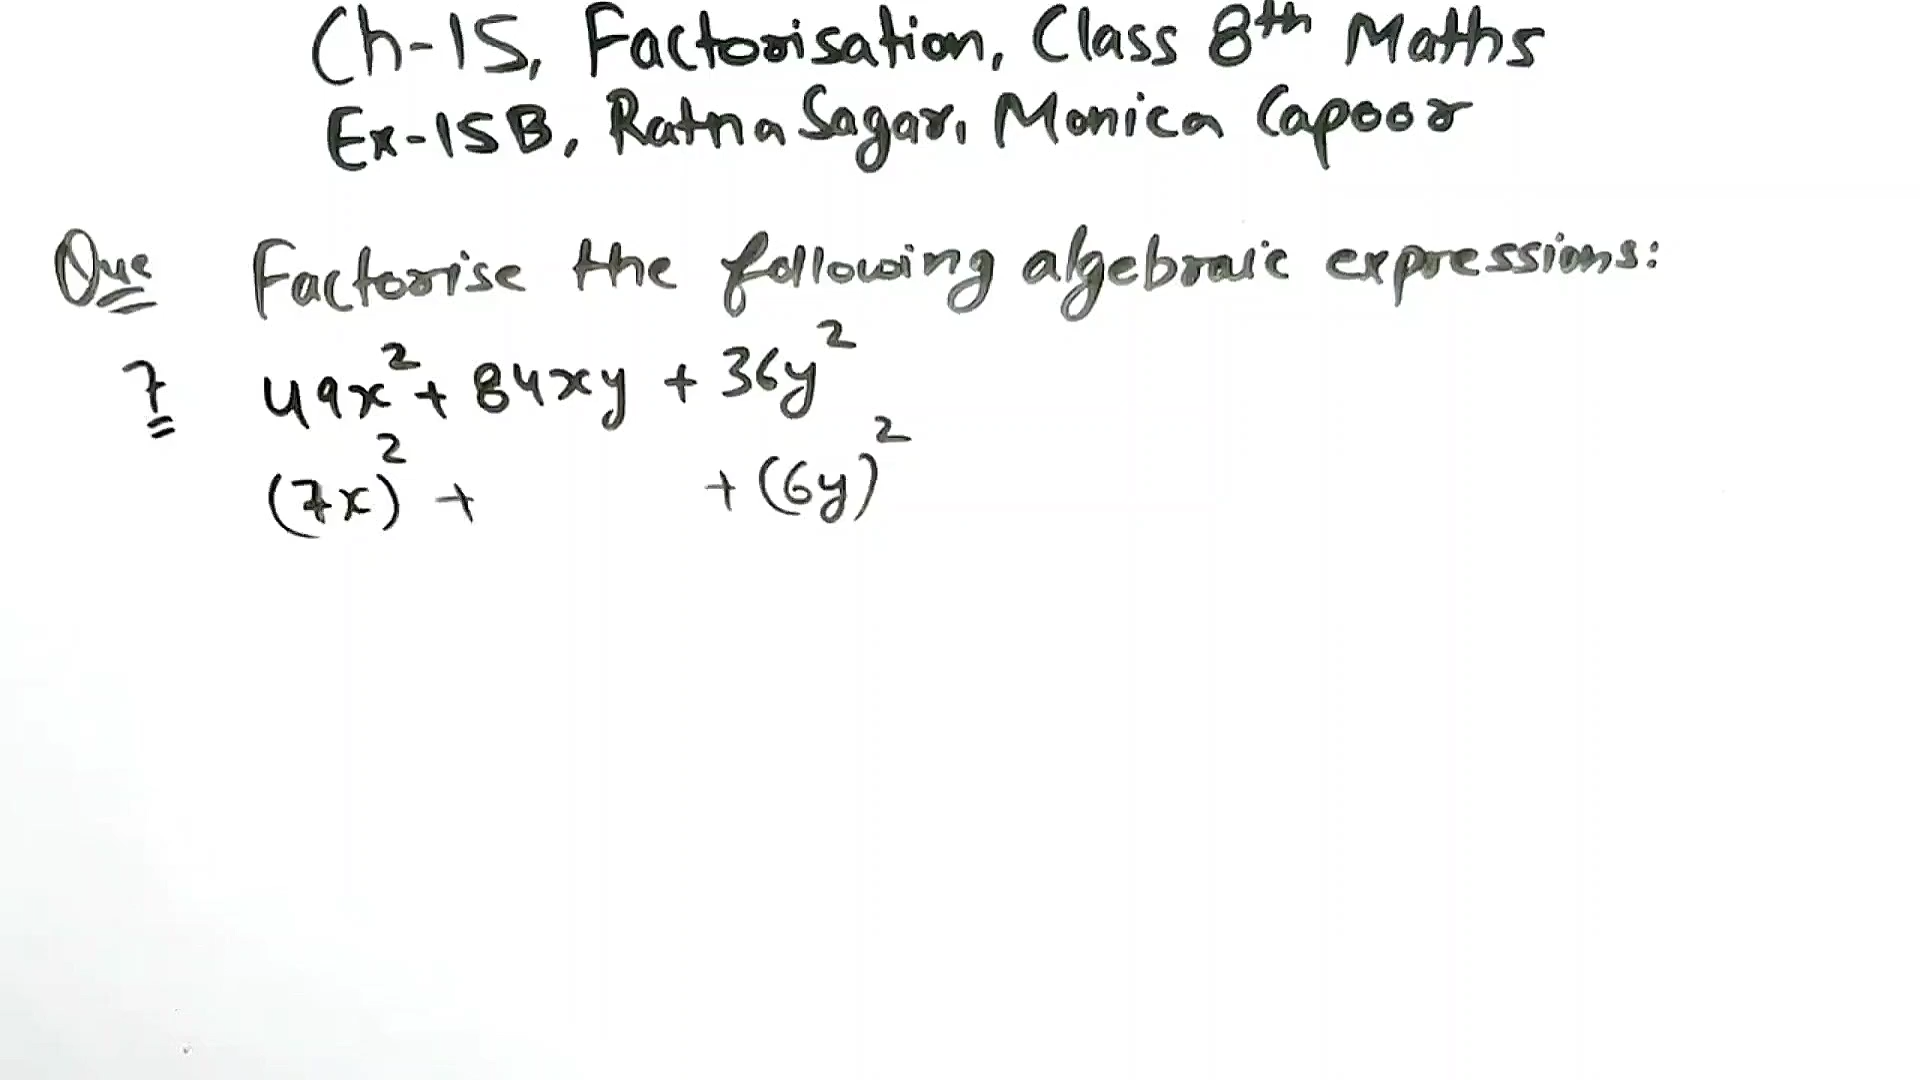 Ch-15, Factorisation, Class 8th Maths
Ex-15B, Ratna Sagar, Monica Capoor
Que Factorise the following algebraic expressions:
7 49x² + 84xy + 36y²
(7x)² + + (6y)²